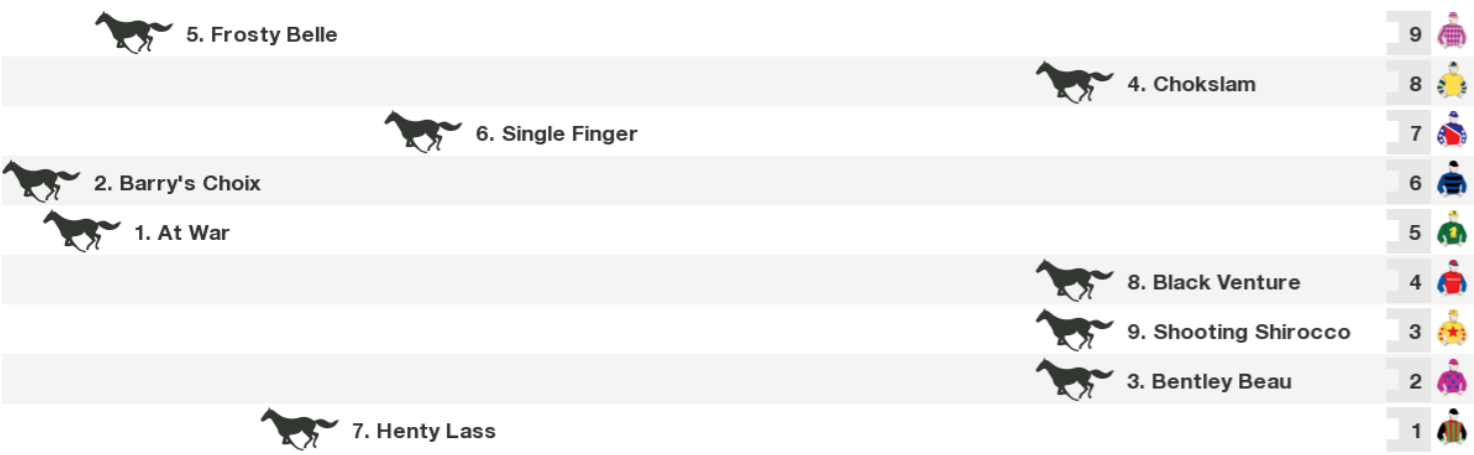 5. Frosty Belle 9
4. Chokslam 8
6. Single Finger 7
2. Barry's Choix 6
1. At War 5
8. Black Venture 4
9. Shooting Shirocco 3
3. Bentley Beau 2
7. Henty Lass 1